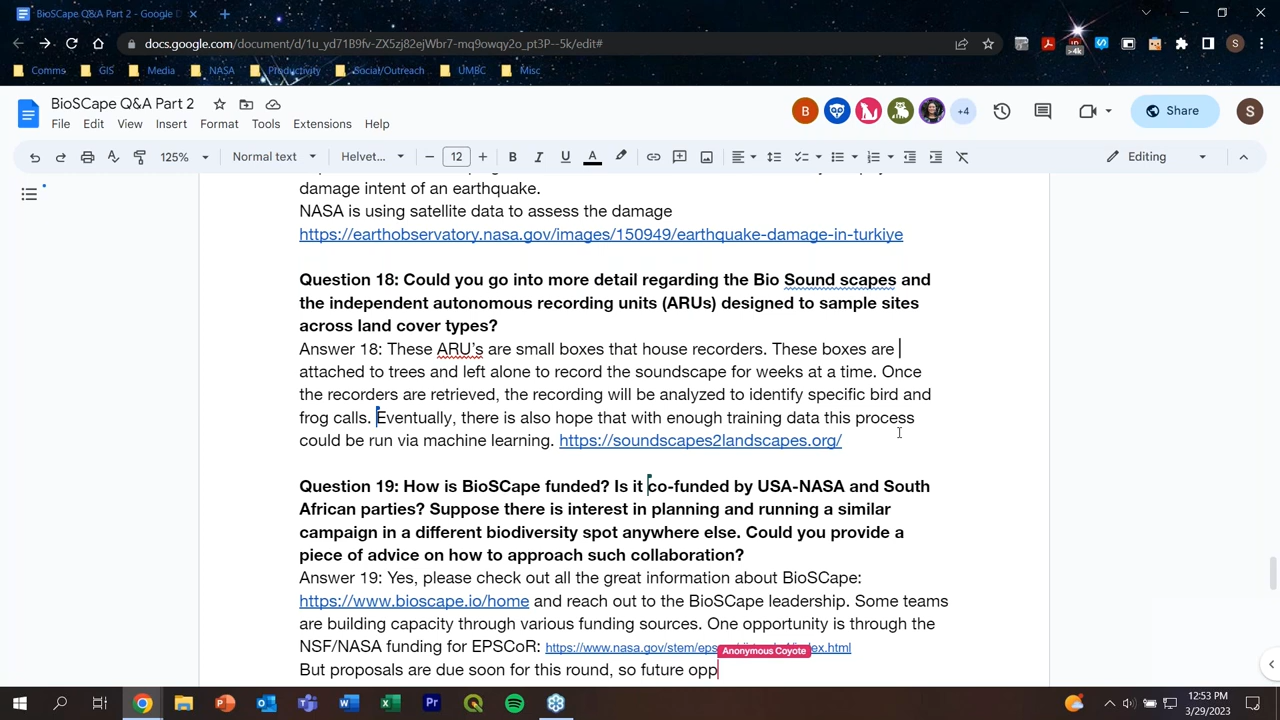 BioSCape Q&A Part 2 - Google D
docs.google.com/document/d/1u_yd71B9fv-ZX5zj82ejWbr7-mq9owqy2o_pt3P--5k/edit#
>4k
S
Comms
GIS
Media
NASA
Productivity
Social/Outreach
UMBC
Misc
BioSCape Q&A Part 2
B
+4
Share
S
File Edit View Insert Format Tools Extensions Help
125% Normal text Helvet... 12 B I U A Editing
damage intent of an earthquake.
NASA is using satellite data to assess the damage
https://earthobservatory.nasa.gov/images/150949/earthquake-damage-in-turkiye
Question 18: Could you go into more detail regarding the Bio Sound scapes and
the independent autonomous recording units (ARUs) designed to sample sites
across land cover types?
Answer 18: These ARU's are small boxes that house recorders. These boxes are
attached to trees and left alone to record the soundscape for weeks at a time. Once
the recorders are retrieved, the recording will be analyzed to identify specific bird and
frog calls. Eventually, there is also hope that with enough training data this process
could be run via machine learning. https://soundscapes2landscapes.org/
Question 19: How is BioSCape funded? Is it co-funded by USA-NASA and South
African parties? Suppose there is interest in planning and running a similar
campaign in a different biodiversity spot anywhere else. Could you provide a
piece of advice on how to approach such collaboration?
Answer 19: Yes, please check out all the great information about BioSCape:
https://www.bioscape.io/home and reach out to the BioSCape leadership. Some teams
are building capacity through various funding sources. One opportunity is through the
NSF/NASA funding for EPSCoR: https://www.nasa.gov/stem/eps ex.html
Anonymous Coyote
But proposals are due soon for this round, so future opp
12:53 PM
3/29/2023